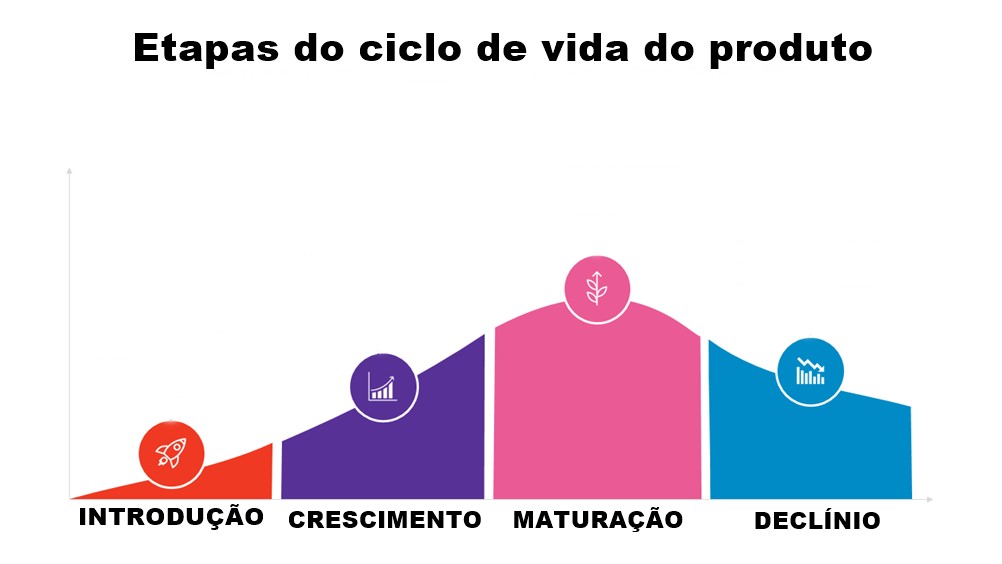 Etapas do ciclo de vida do produto
INTRODUÇÃO
CRESCIMENTO
MATURAÇÃO
DECLÍNIO